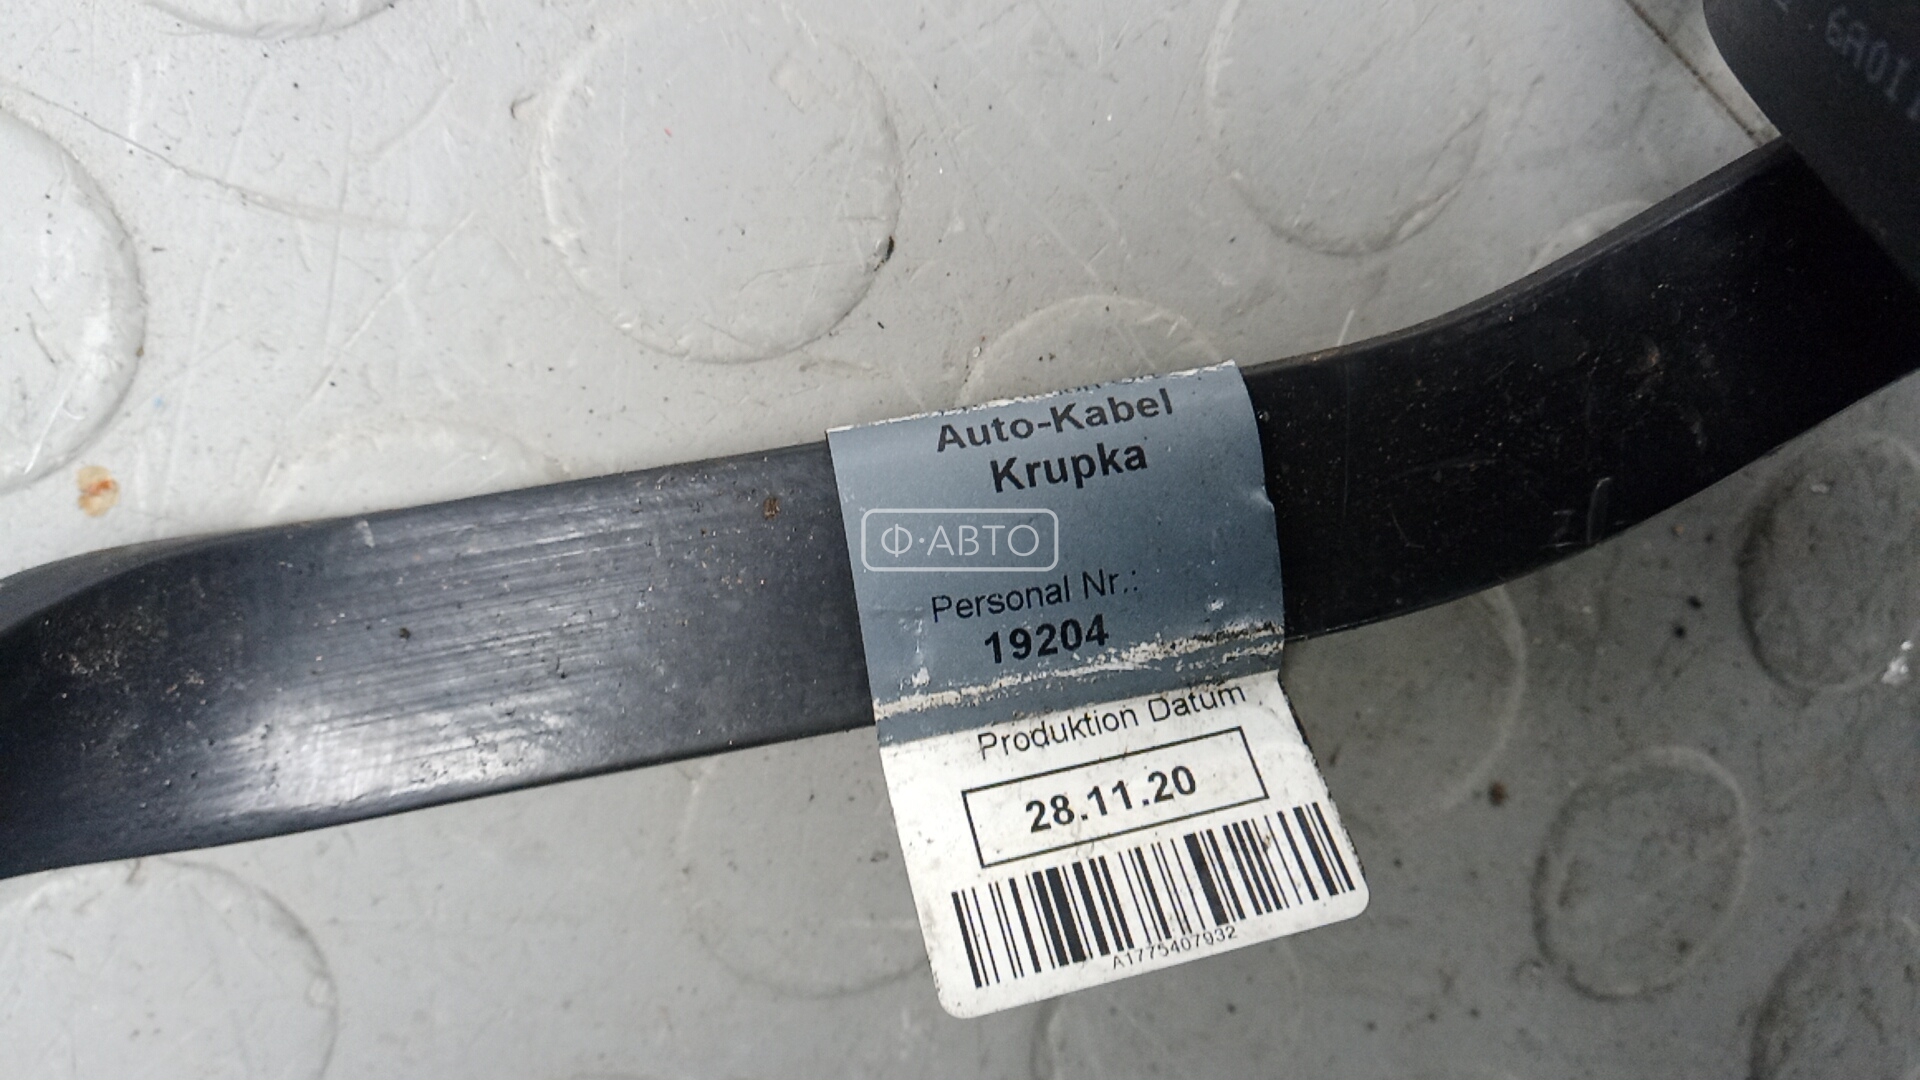 Auto-Kabel
Krupka
Ф·АВТО
Personal Nr.:
19204
Produktion Datum
28.11.20
A1775407932